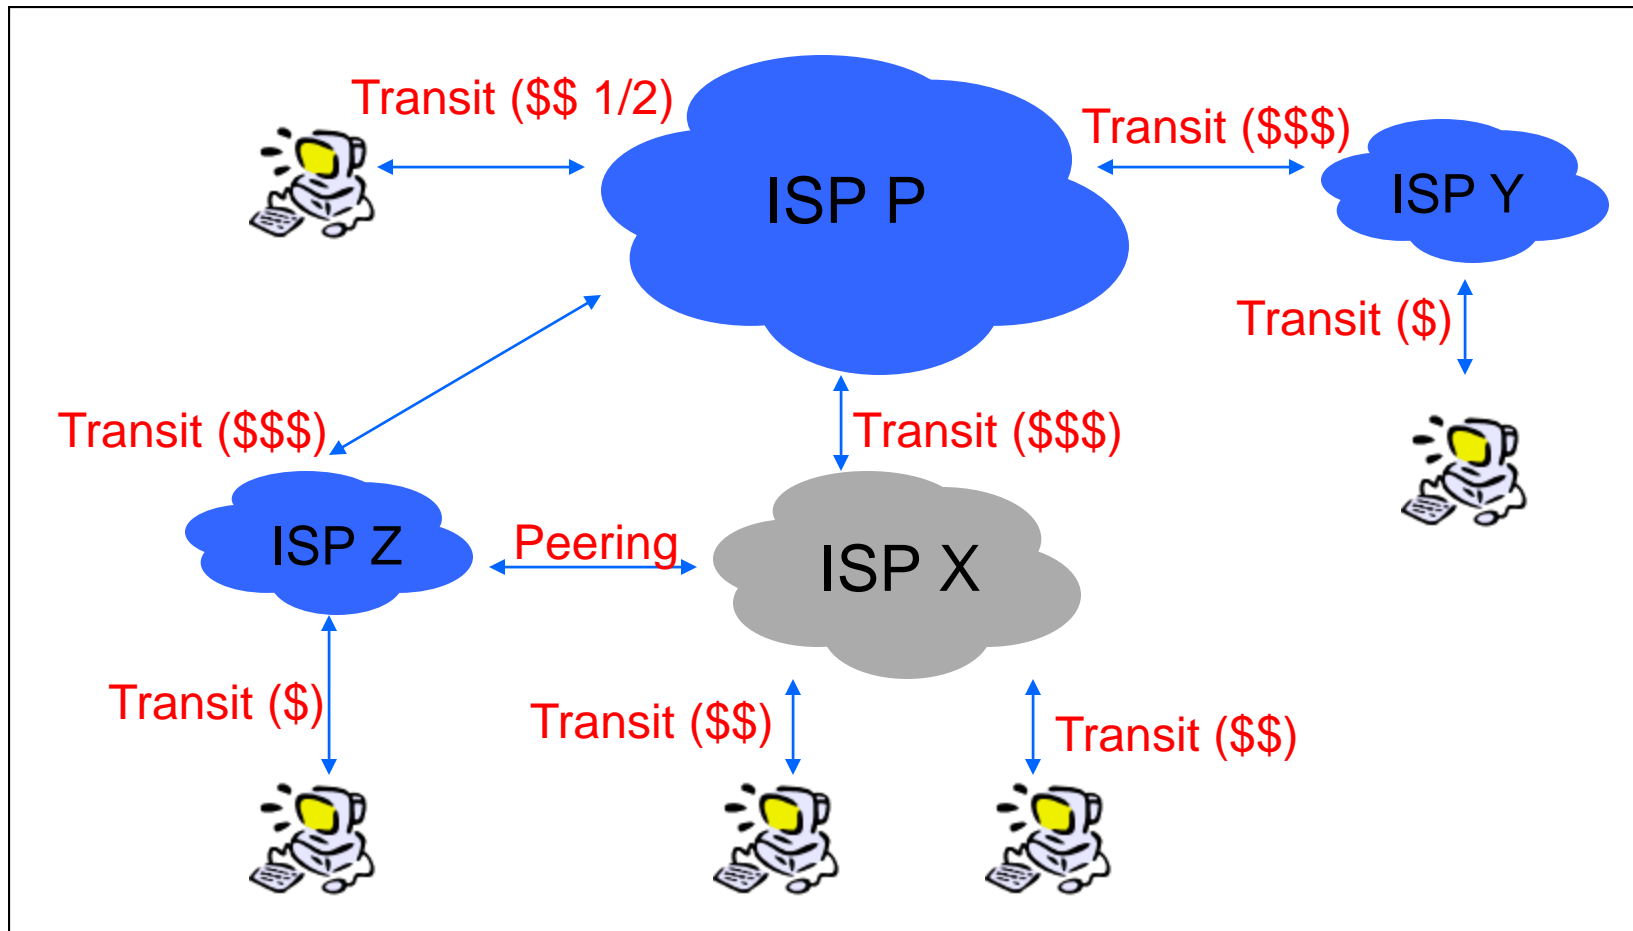 Transit ($$ 1/2)
Transit ($$$)
ISP P
ISP Y
Transit ($)
Transit ($$$)
Transit ($$$)
ISP Z
Peering
ISP X
Transit ($)
Transit ($$)
Transit ($$)